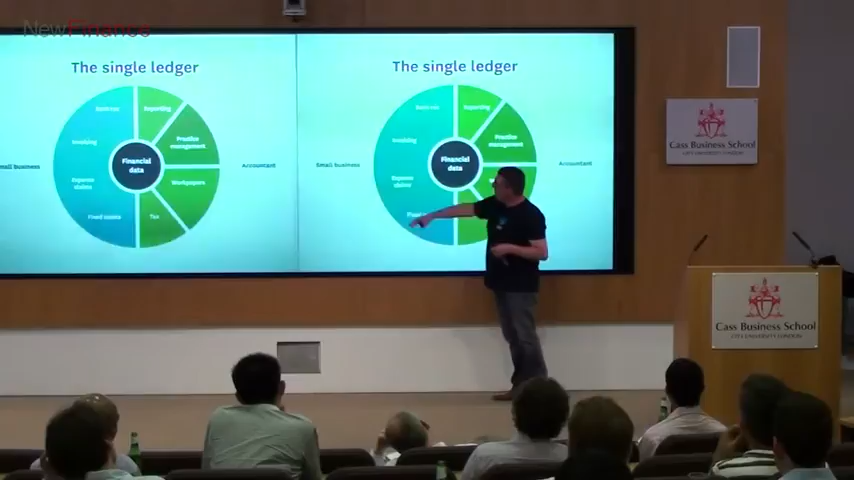 NewFinance
The single ledger
Bank rec
Reporting
Invoicing
Practice
management
Financial
data
Small business
Accountant
Expense
claims
Workpapers
Fixed assets
Tax
The single ledger
Bank rec
Reporting
Invoicing
Practice
management
Financial
data
Small business
Accountant
Expense
claims
Cass Business School
CITY UNIVERSITY LONDON
Cass Business School
CITY UNIVERSITY LONDON